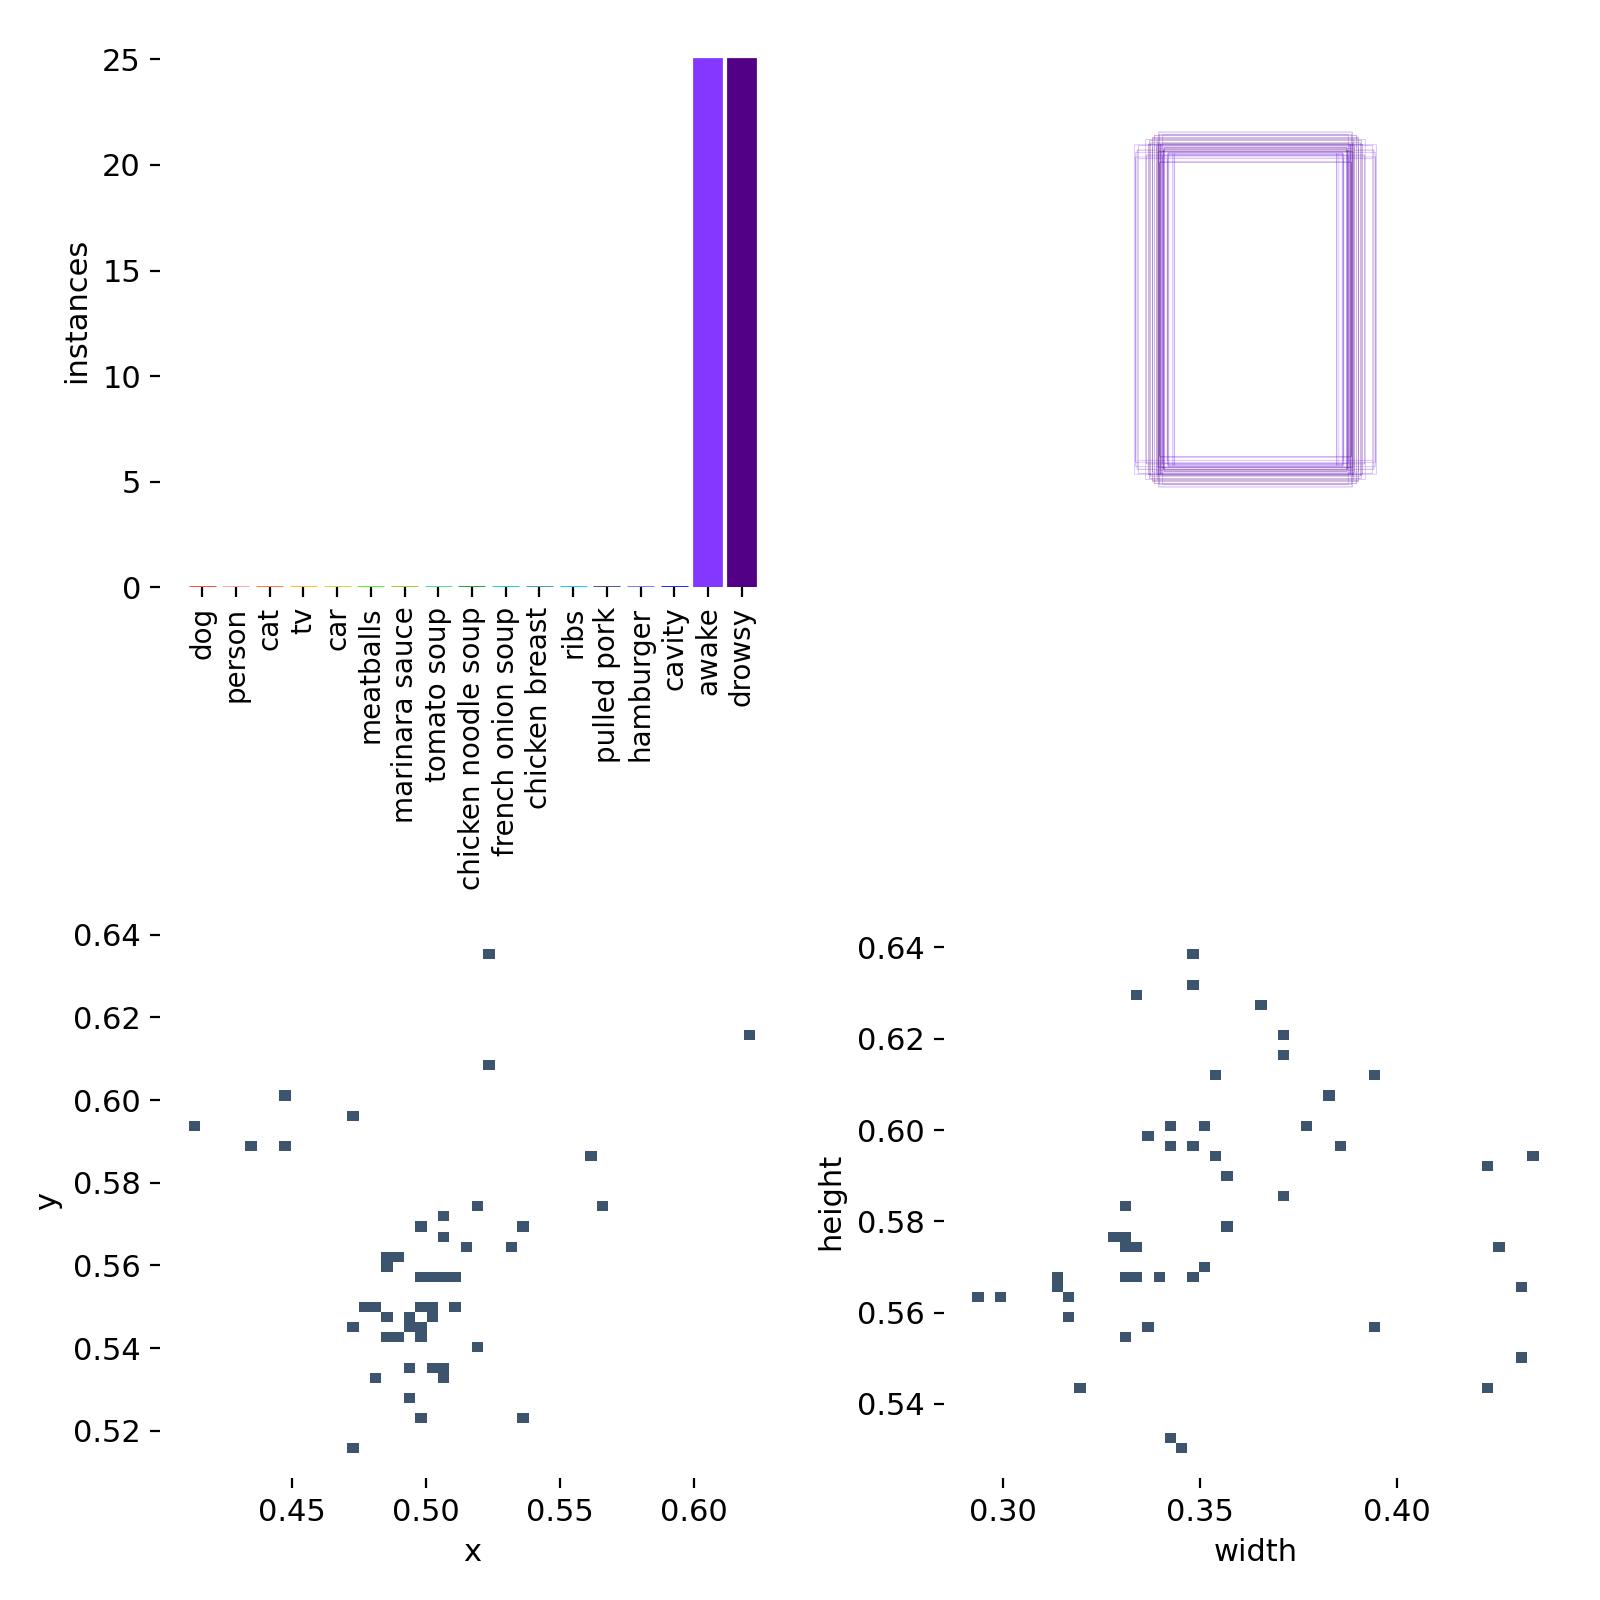 25
20
15
10
5
0
instances
dog
person
cat
tv
car
meatballs
marinara sauce
tomato soup
chicken noodle soup
french onion soup
chicken breast
ribs
pulled pork
hamburger
cavity
awake
drowsy
0.64
0.62
0.60
0.58
0.56
0.54
0.52
y
0.45 0.50 0.55 0.60
x
0.64
0.62
0.60
0.58
0.56
0.54
height
0.30 0.35 0.40
width